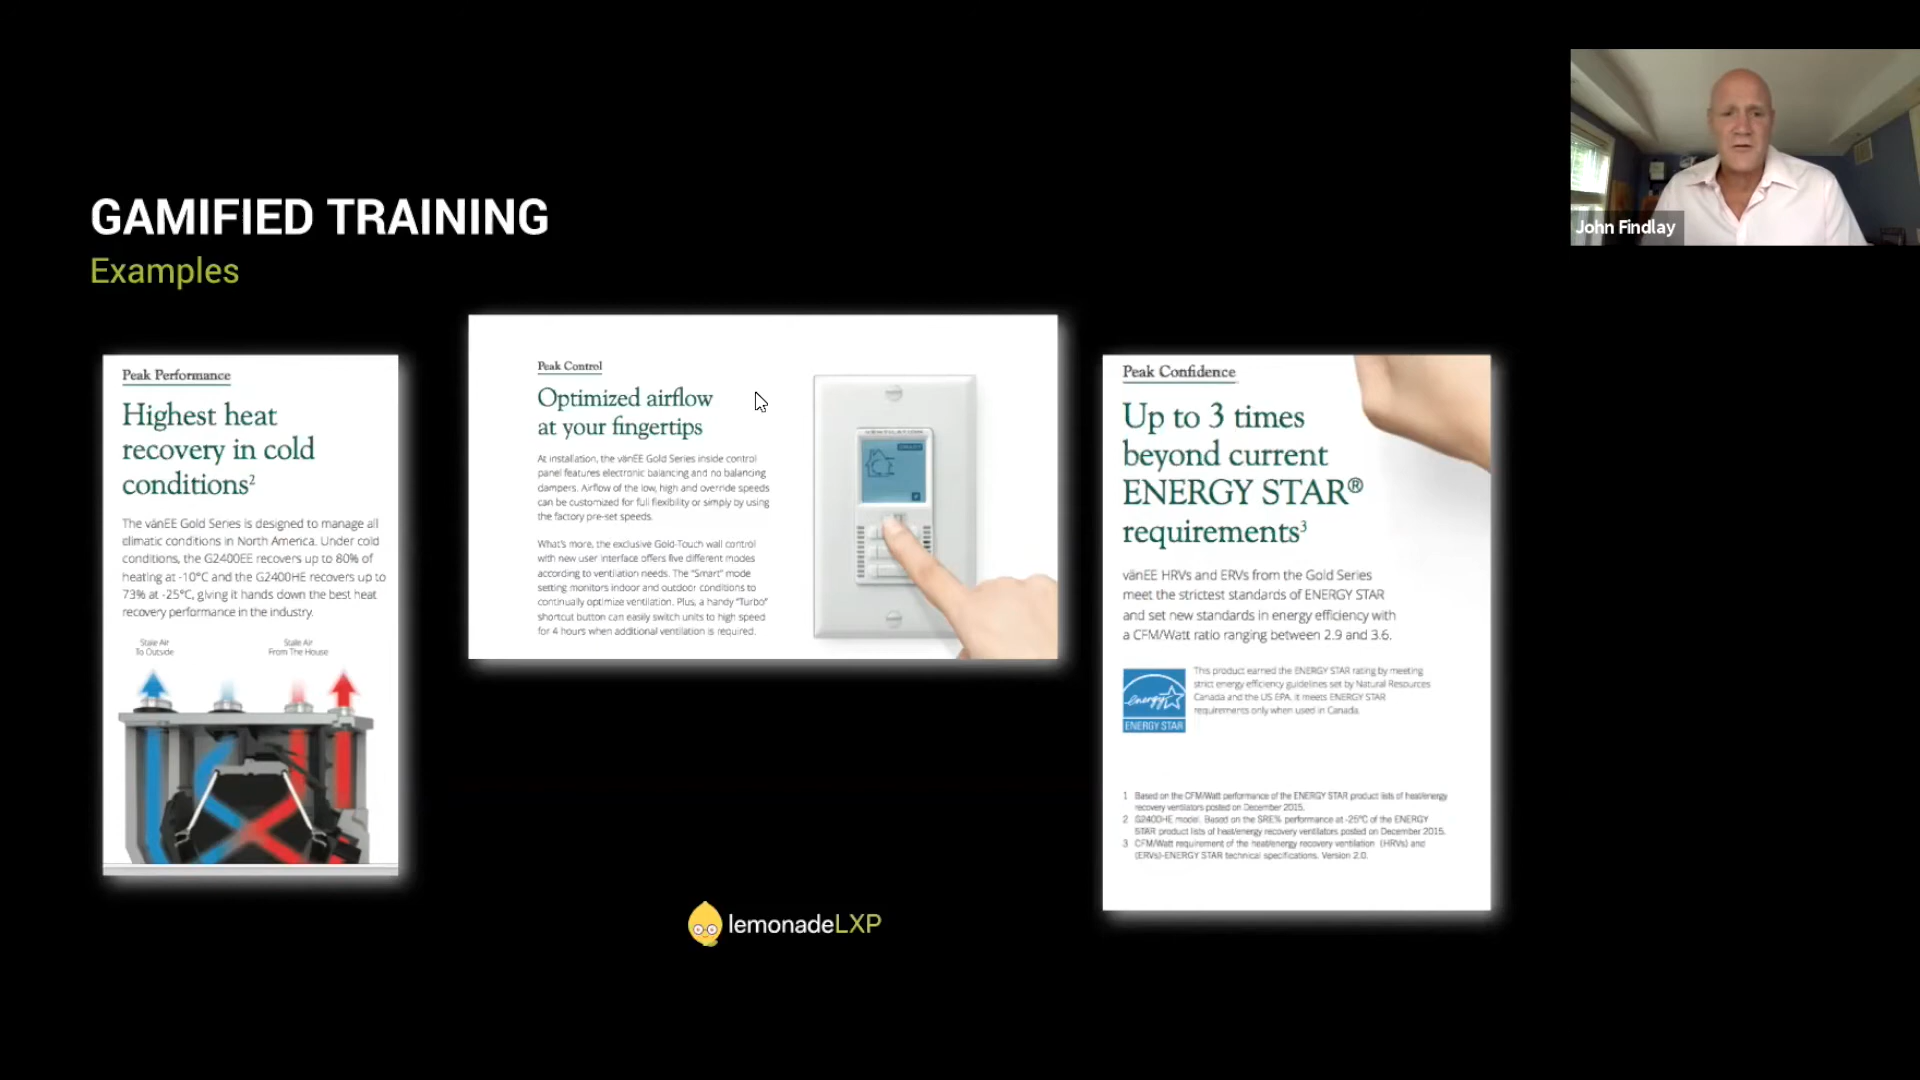 GAMIFIED TRAINING
Examples
John Findlay
Peak Performance
Highest heat
recovery in cold
conditions²
The vänEE Gold Series is designed to manage all
climatic conditions in North America. Under cold
conditions, the G2400EE recovers up to 80% of
heating at -10°C and the G2400HE recovers up to
73% at -25°C, giving it hands down the best heat
recovery performance in the industry.
Stale Air
To Outside
Stale Air
From The House
Peak Control
Optimized airflow
at your fingertips
At installation, the vänEE Gold Series inside control
panel features electronic balancing and no balancing
dampers. Airflow of the low, high and override speeds
can be customized for full flexibility or simply by using
the factory pre-set speeds.
What's more, the exclusive Gold-Touch wall control
with new user interface offers five different modes
according to ventilation needs. The "Smart" mode
setting monitors indoor and outdoor conditions to
continually optimize ventilation. Plus, a handy "Turbo"
shortcut button can easily switch units to high speed
for 4 hours when additional ventilation is required.
Peak Confidence
Up to 3 times
beyond current
ENERGY STAR®
requirements³
vänEE HRVs and ERVs from the Gold Series
meet the strictest standards of ENERGY STAR
and set new standards in energy efficiency with
a CFM/Watt ratio ranging between 2.9 and 3.6.
energy
ENERGY STAR
This product earned the ENERGY STAR rating by meeting
strict energy efficiency guidelines set by Natural Resources
Canada and the US EPA. It meets ENERGY STAR
requirements only when used in Canada.
1 Based on the CFM/Watt performance of the ENERGY STAR product lists of heat/energy
recovery ventilators posted on December 2015.
2 G2400HE model. Based on the SRE% performance at -25°C of the ENERGY
STAR product lists of heat/energy recovery ventilators posted on December 2015.
3 CFM/Watt requirement of the heat/energy recovery ventilation (HRVs) and
(ERVs)-ENERGY STAR technical specifications. Version 2.0.
lemonadeLXP